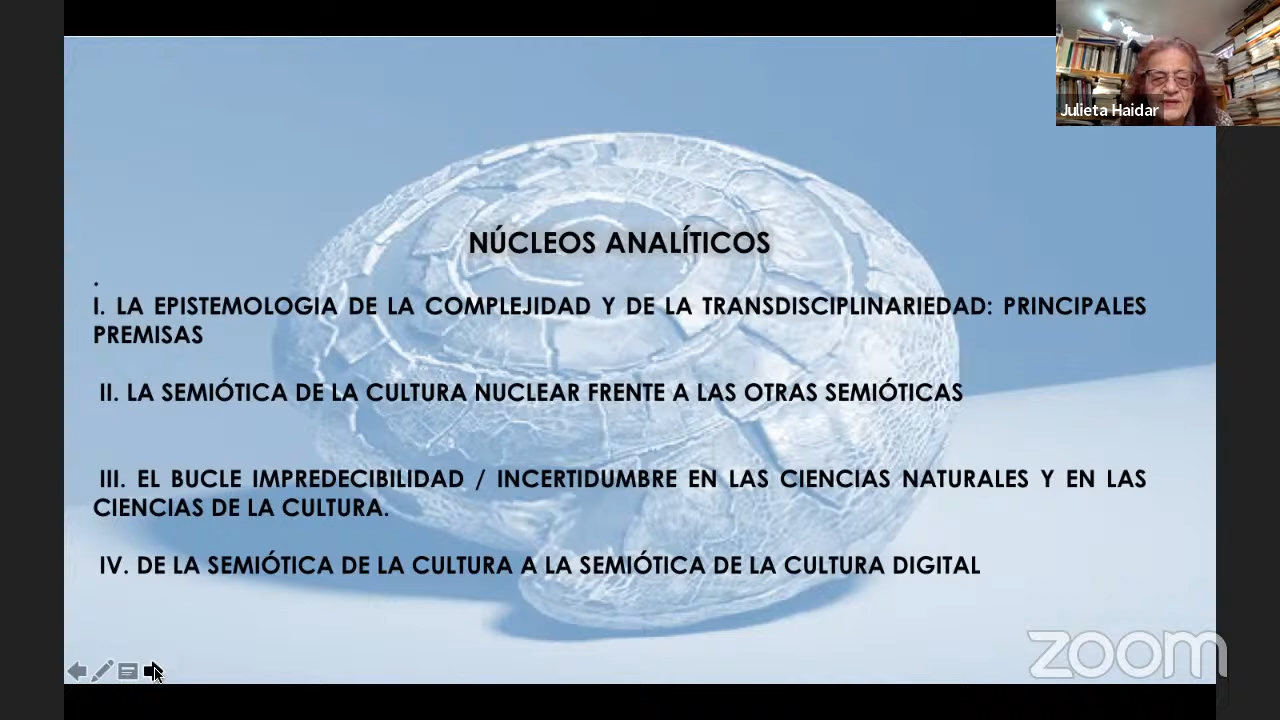 Julieta Haidar
NÚCLEOS ANALÍTICOS
.
I. LA EPISTEMOLOGIA DE LA COMPLEJIDAD Y DE LA TRANSDISCIPLINARIEDAD: PRINCIPALES
PREMISAS
II. LA SEMIÓTICA DE LA CULTURA NUCLEAR FRENTE A LAS OTRAS SEMIÓTICAS
III. EL BUCLE IMPREDECIBILIDAD / INCERTIDUMBRE EN LAS CIENCIAS NATURALES Y EN LAS
CIENCIAS DE LA CULTURA.
IV. DE LA SEMIÓTICA DE LA CULTURA A LA SEMIÓTICA DE LA CULTURA DIGITAL
zoom